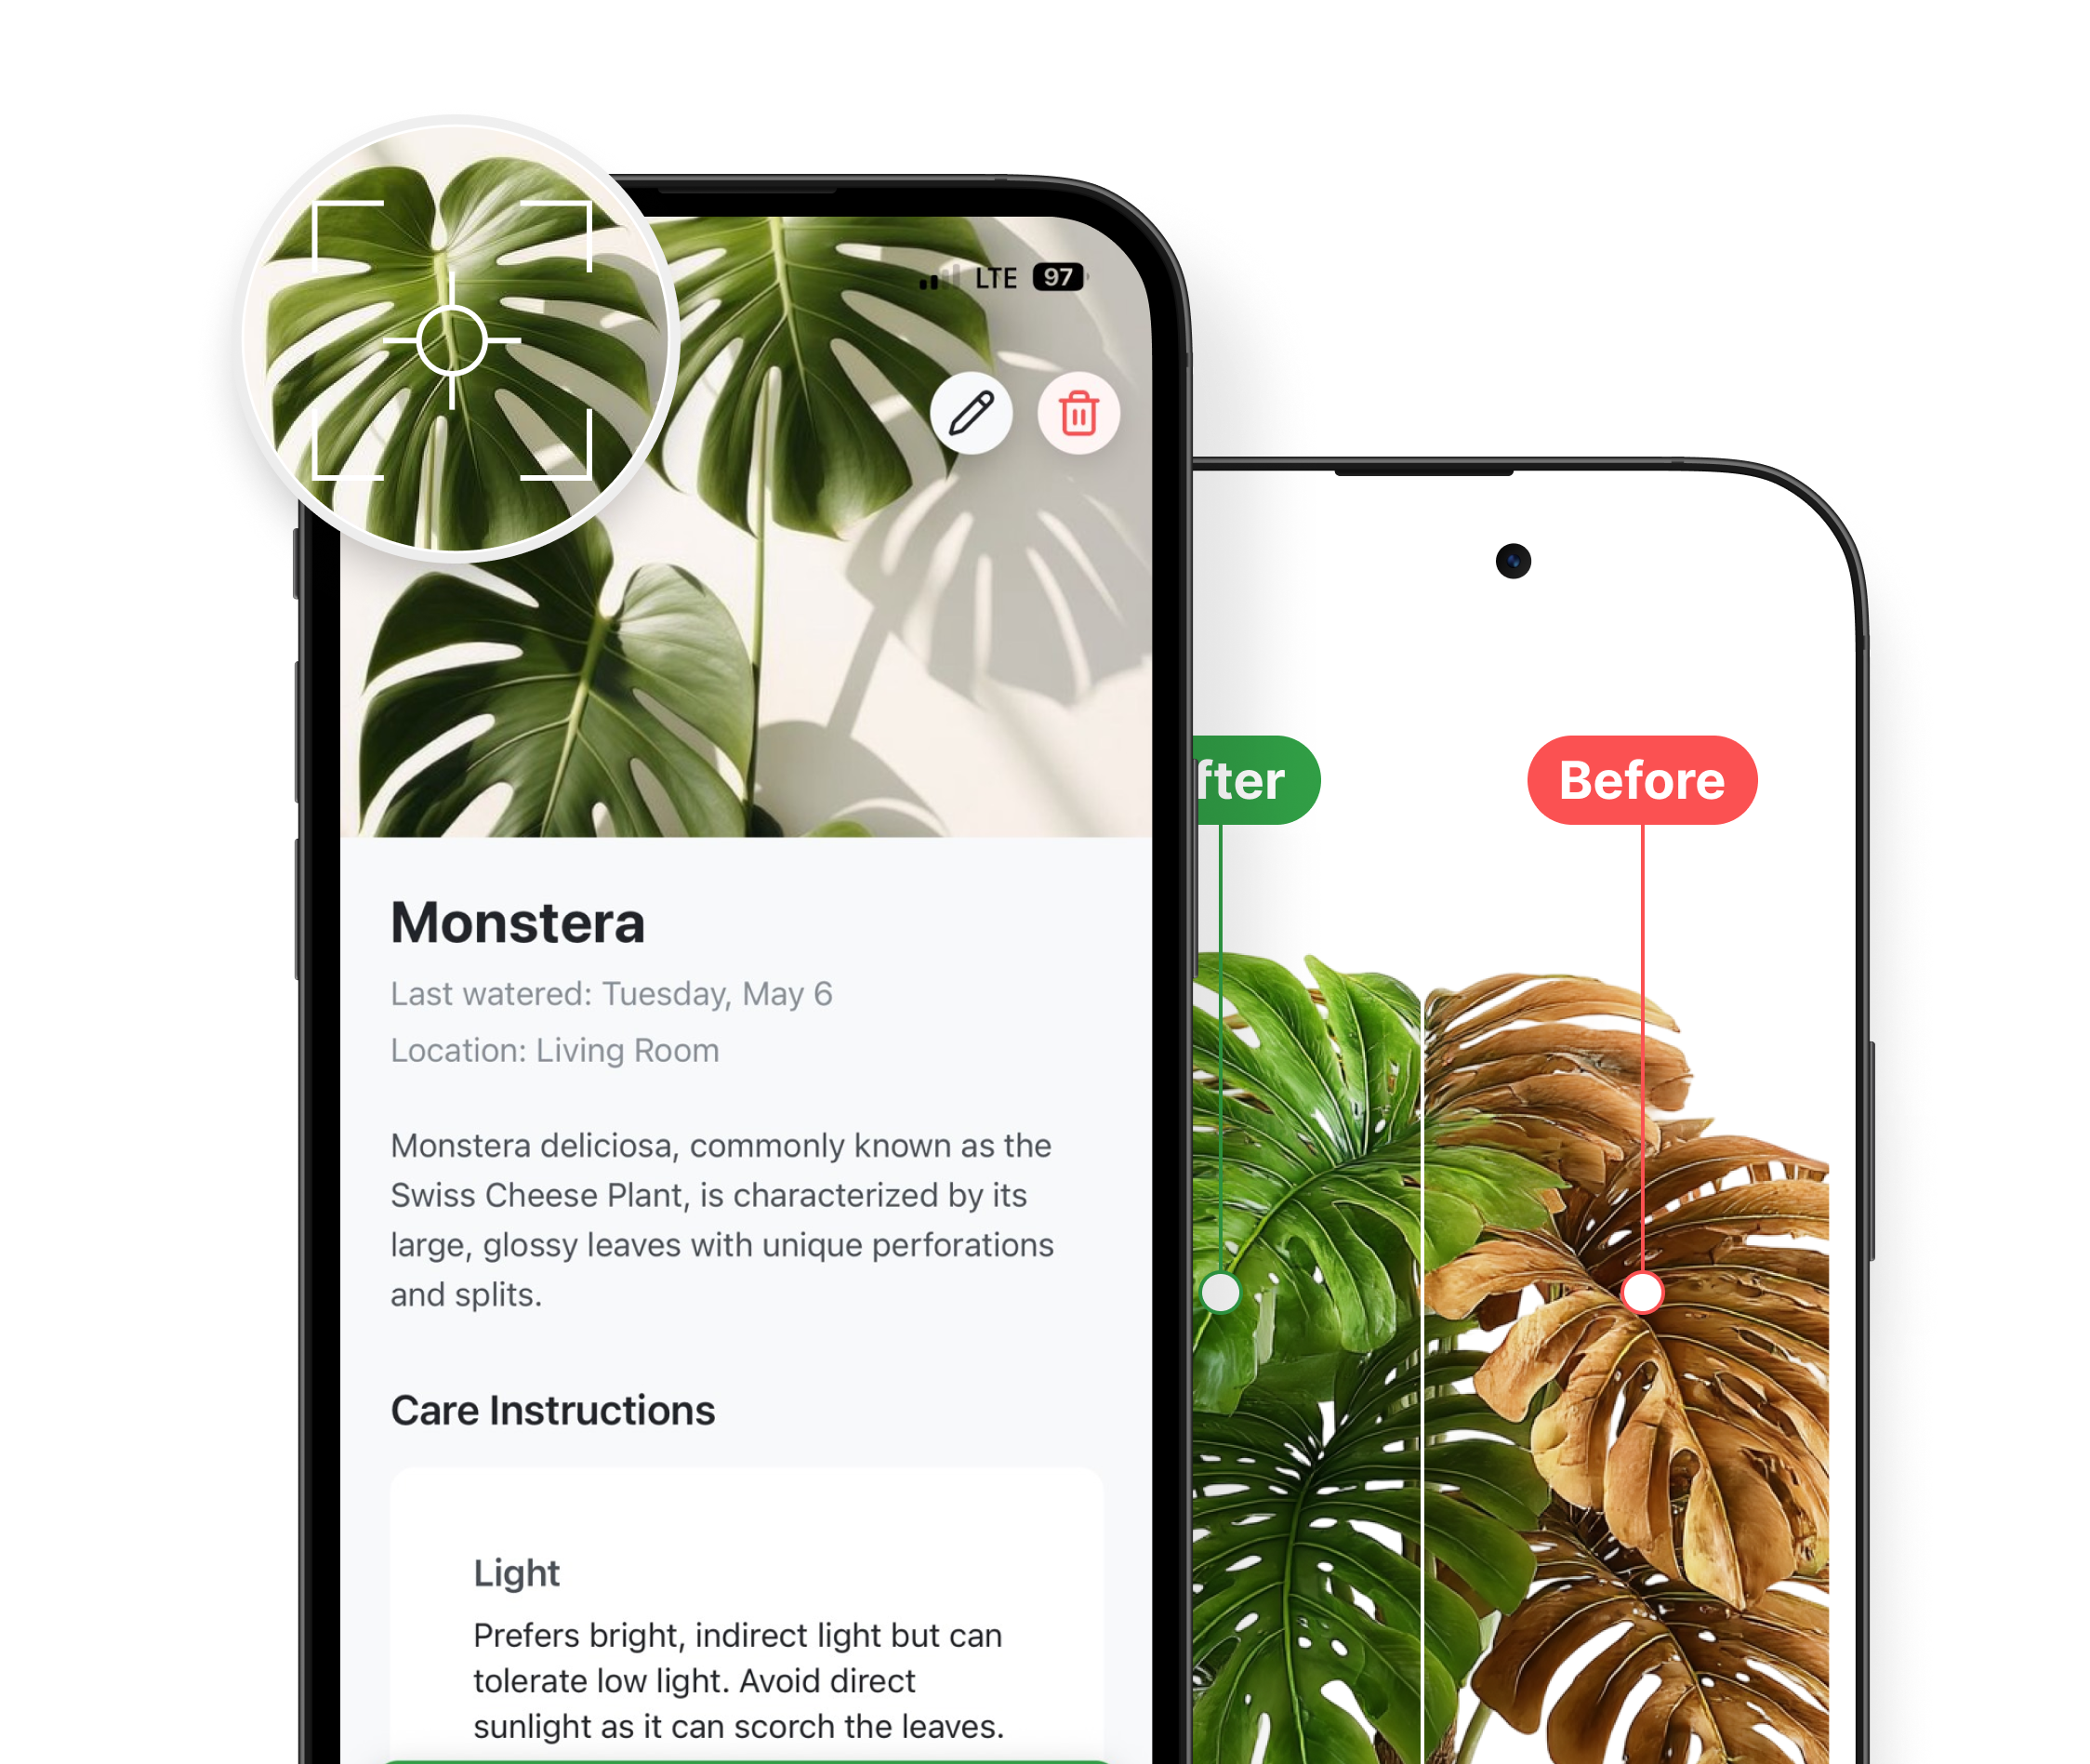 LTE 97
Monstera
Last watered: Tuesday, May 6
Location: Living Room
Monstera deliciosa, commonly known as the
Swiss Cheese Plant, is characterized by its
large, glossy leaves with unique perforations
and splits.
Care Instructions
Light
Prefers bright, indirect light but can
tolerate low light. Avoid direct
sunlight as it can scorch the leaves.
fter
Before